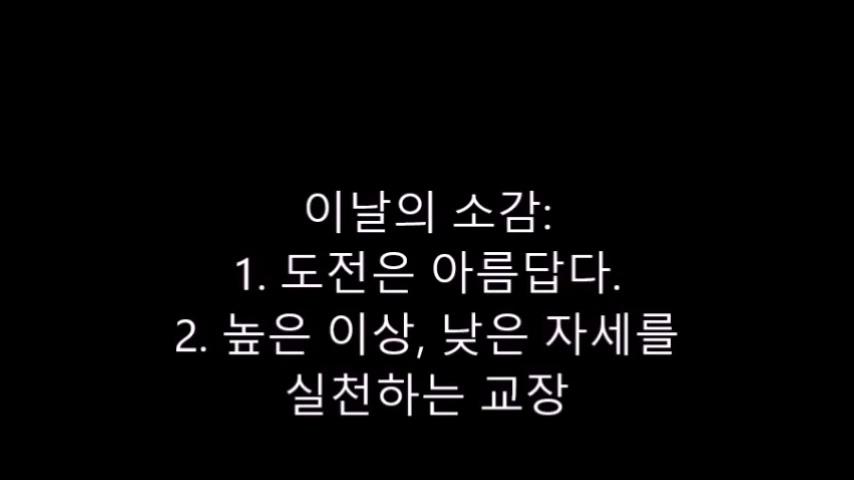 이날의 소감:
1. 도전은 아름답다.
2. 높은 이상, 낮은 자세를
실천하는 교장